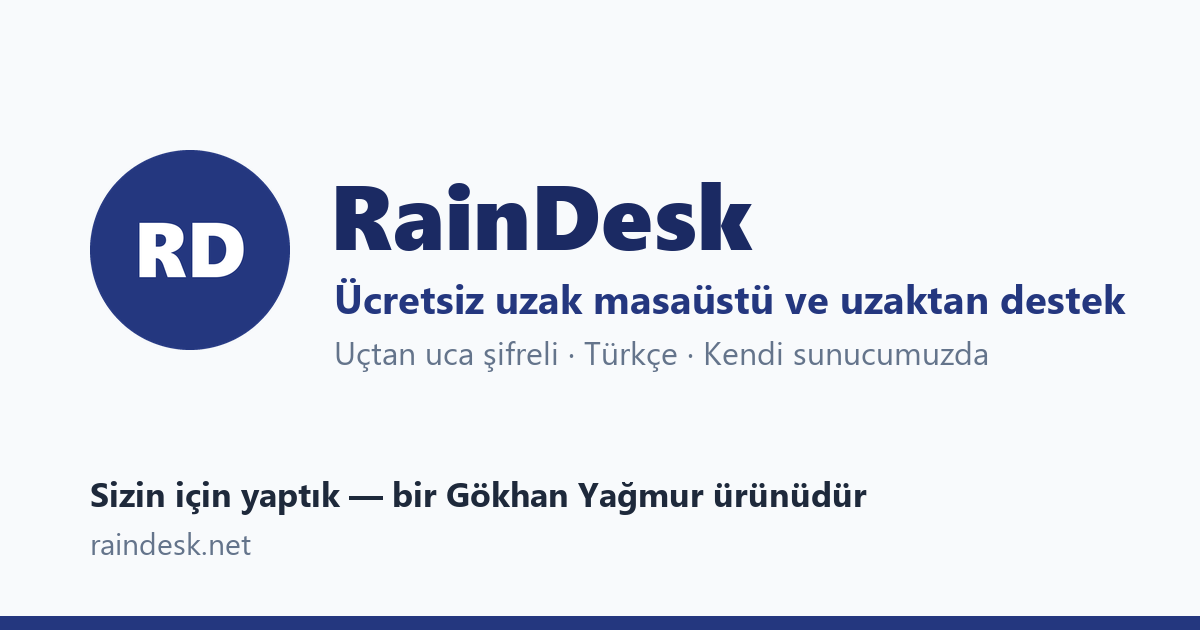 RD
RainDesk
Ücretsiz uzak masaüstü ve uzaktan destek
Uçtan uca şifreli · Türkçe · Kendi sunucumuzda
Sizin için yaptık — bir Gökhan Yağmur ürünüdür
raindesk.net